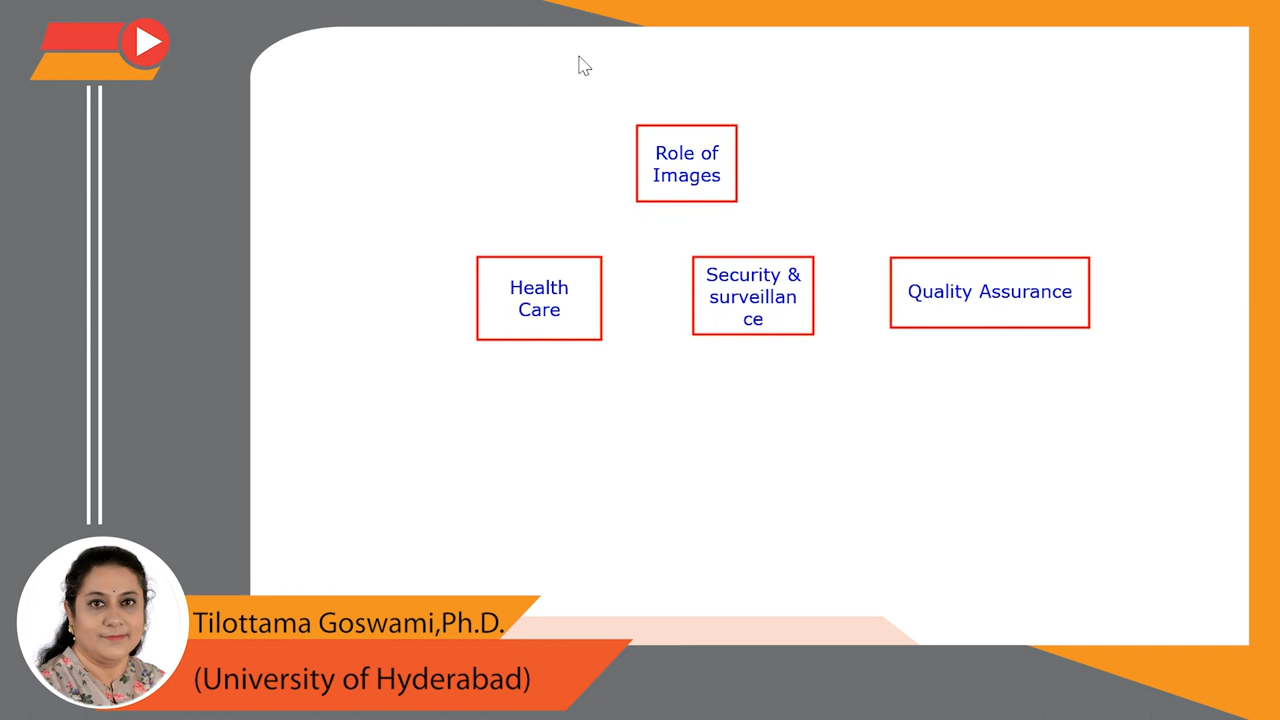 Role of
Images
Health
Care
Security &
surveillan
ce
Quality Assurance
Tilottama Goswami,Ph.D.
(University of Hyderabad)